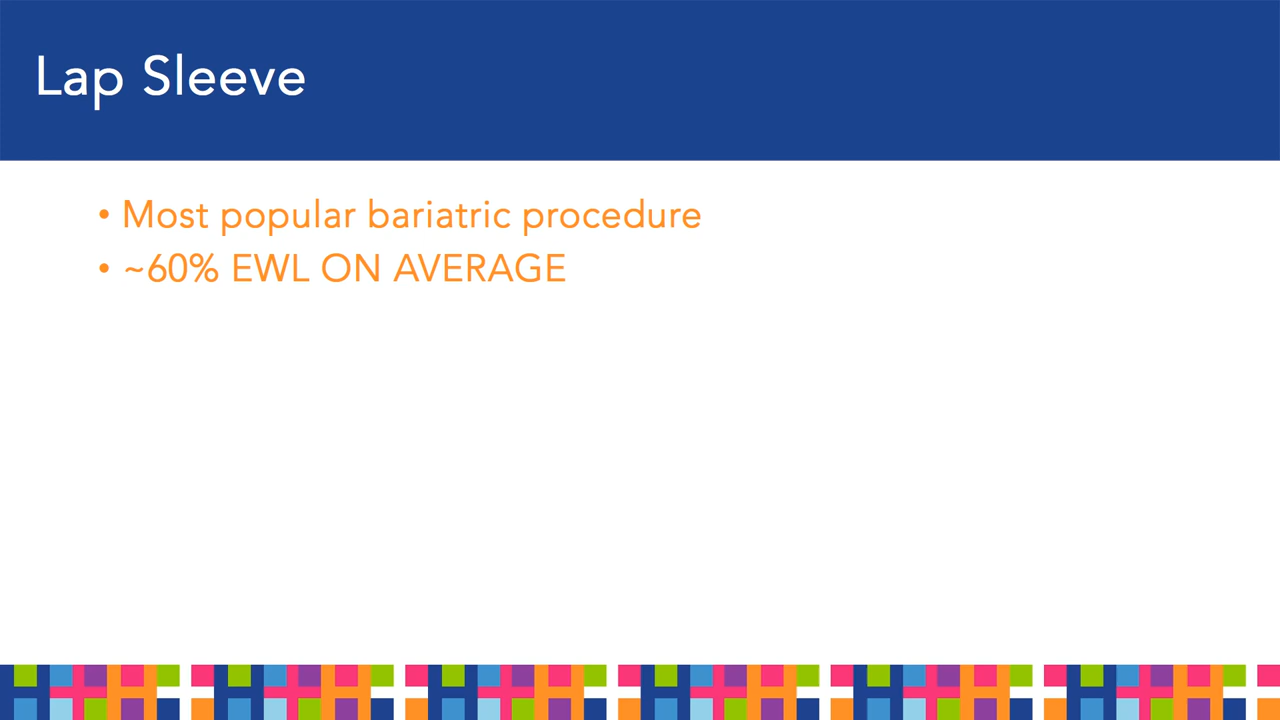 Lap Sleeve
• Most popular bariatric procedure
• ~60% EWL ON AVERAGE